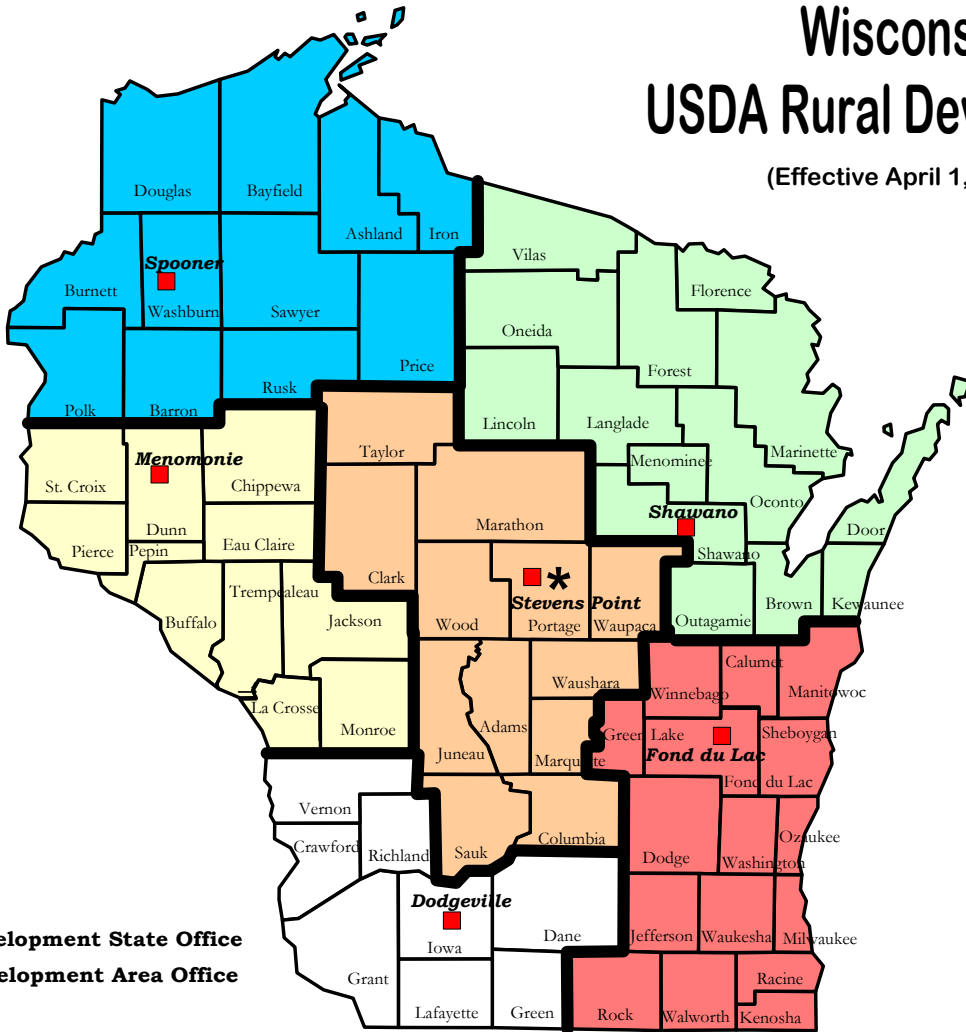 Wiscons
USDA Rural Dev
(Effective April 1,
Douglas
Bayfield
Ashland
Iron
Vilas
Spooner
Burnett
Washburn
Sawyer
Florence
Oneida
Price
Forest
Rusk
Polk
Barron
Lincoln
Langlade
Taylor
Marinette
Menomonie
Menominee
St. Croix
Chippewa
Oconto
Shawano
Marathon
Dunn
Door
Pierce
Pepin
Eau Claire
Shawano
Clark
*
Trempealeau
Stevens Point
Brown
Kewaunee
Buffalo
Jackson
Wood
Portage
Waupaca
Outagamie
Calumet
Waushara
Winnebago
Manitowoc
La Crosse
Monroe
Adams
Juneau
Green Lake
Sheboygan
Fond du Lac
Marquette
Fond du Lac
Vernon
Columbia
Ozaukee
Crawford
Richland
Sauk
Dodge
Washington
Dodgeville
Iowa
Dane
Jefferson
Waukesha
Milwaukee
elopment State Office
elopment Area Office
Grant
Racine
Lafayette
Green
Rock
Walworth
Kenosha